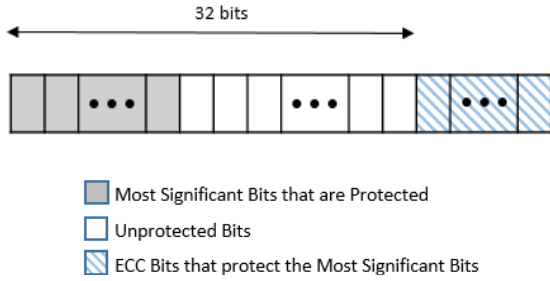 32 bits
Most Significant Bits that are Protected
Unprotected Bits
ECC Bits that protect the Most Significant Bits